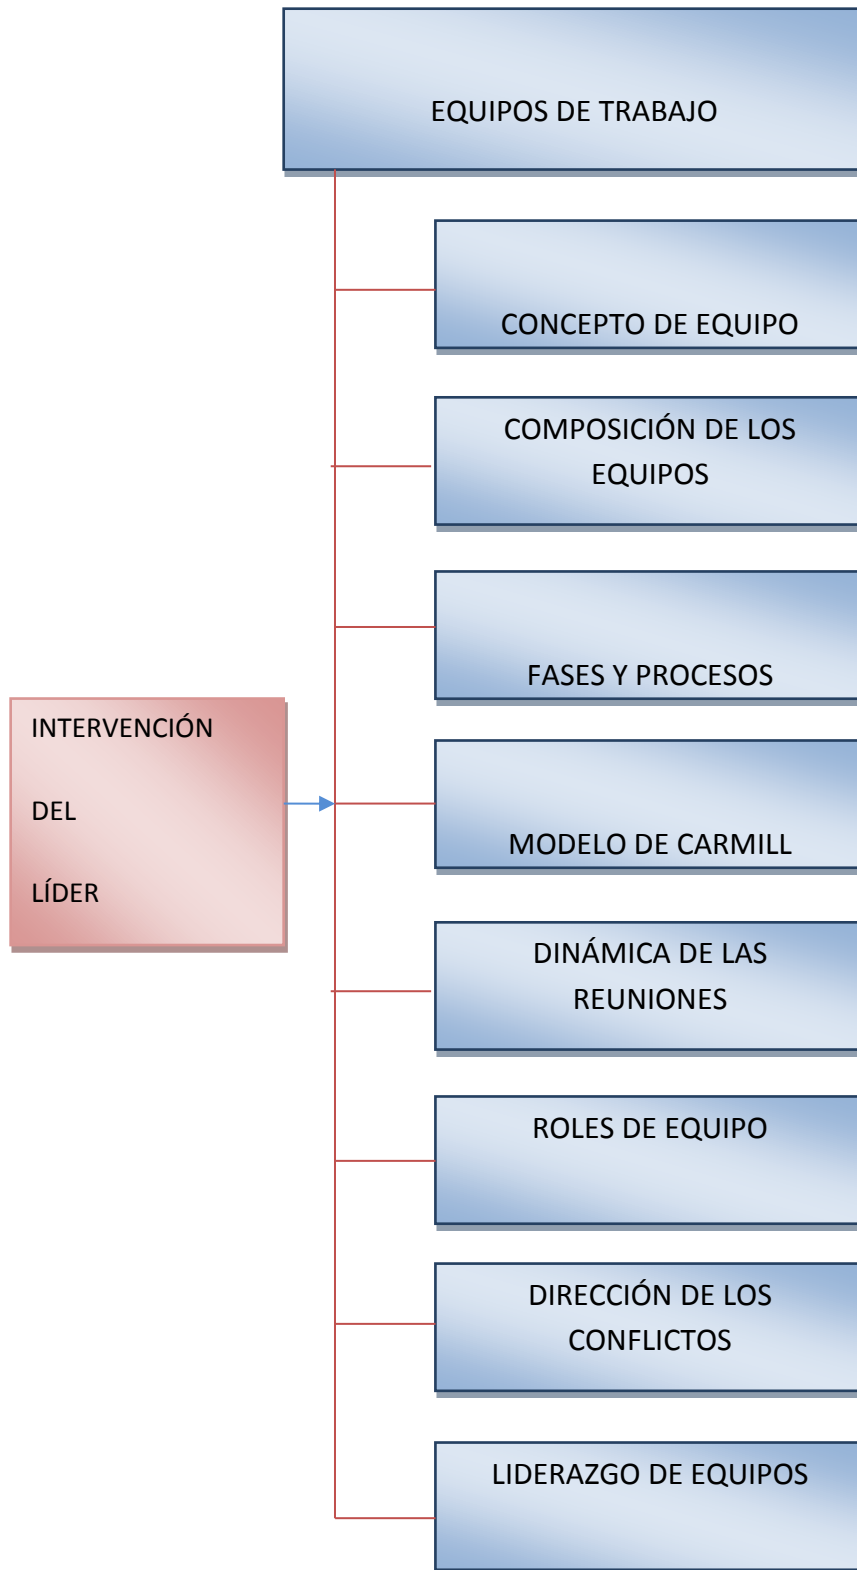 EQUIPOS DE TRABAJO
CONCEPTO DE EQUIPO
COMPOSICIÓN DE LOS
EQUIPOS
FASES Y PROCESOS
INTERVENCIÓN
DEL
LÍDER
MODELO DE CARMILL
DINÁMICA DE LAS
REUNIONES
ROLES DE EQUIPO
DIRECCIÓN DE LOS
CONFLICTOS
LIDERAZGO DE EQUIPOS